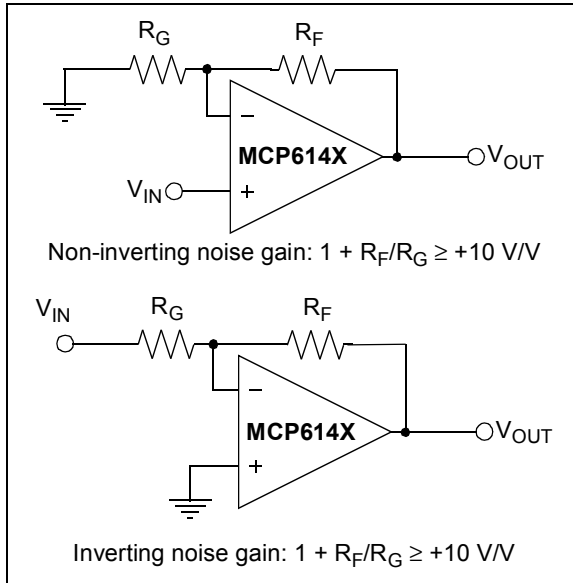 R_G R_F
MCP614X
V_IN V_OUT
− +
Non-inverting noise gain: 1 + R_F/R_G ≥ +10 V/V
V_IN R_G R_F
MCP614X
V_OUT
− +
Inverting noise gain: 1 + R_F/R_G ≥ +10 V/V